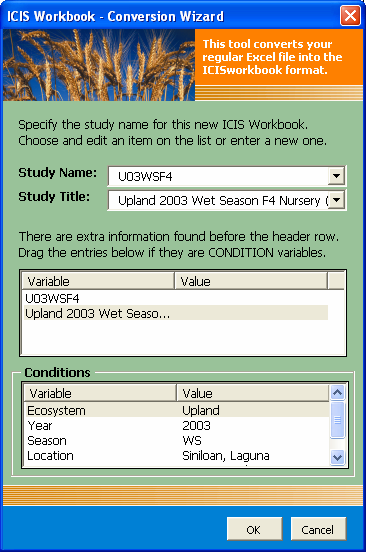 ICIS Workbook - Conversion Wizard
This tool converts your
regular Excel file into the
ICISworkbook format.
Specify the study name for this new ICIS Workbook.
Choose and edit an item on the list or enter a new one.
Study Name: U03WSF4
Study Title: Upland 2003 Wet Season F4 Nursery (
There are extra information found before the header row.
Drag the entries below if they are CONDITION variables.
Variable Value
U03WSF4
Upland 2003 Wet Seaso...
Conditions
Variable Value
Ecosystem Upland
Year 2003
Season WS
Location Siniloan, Laguna
OK Cancel